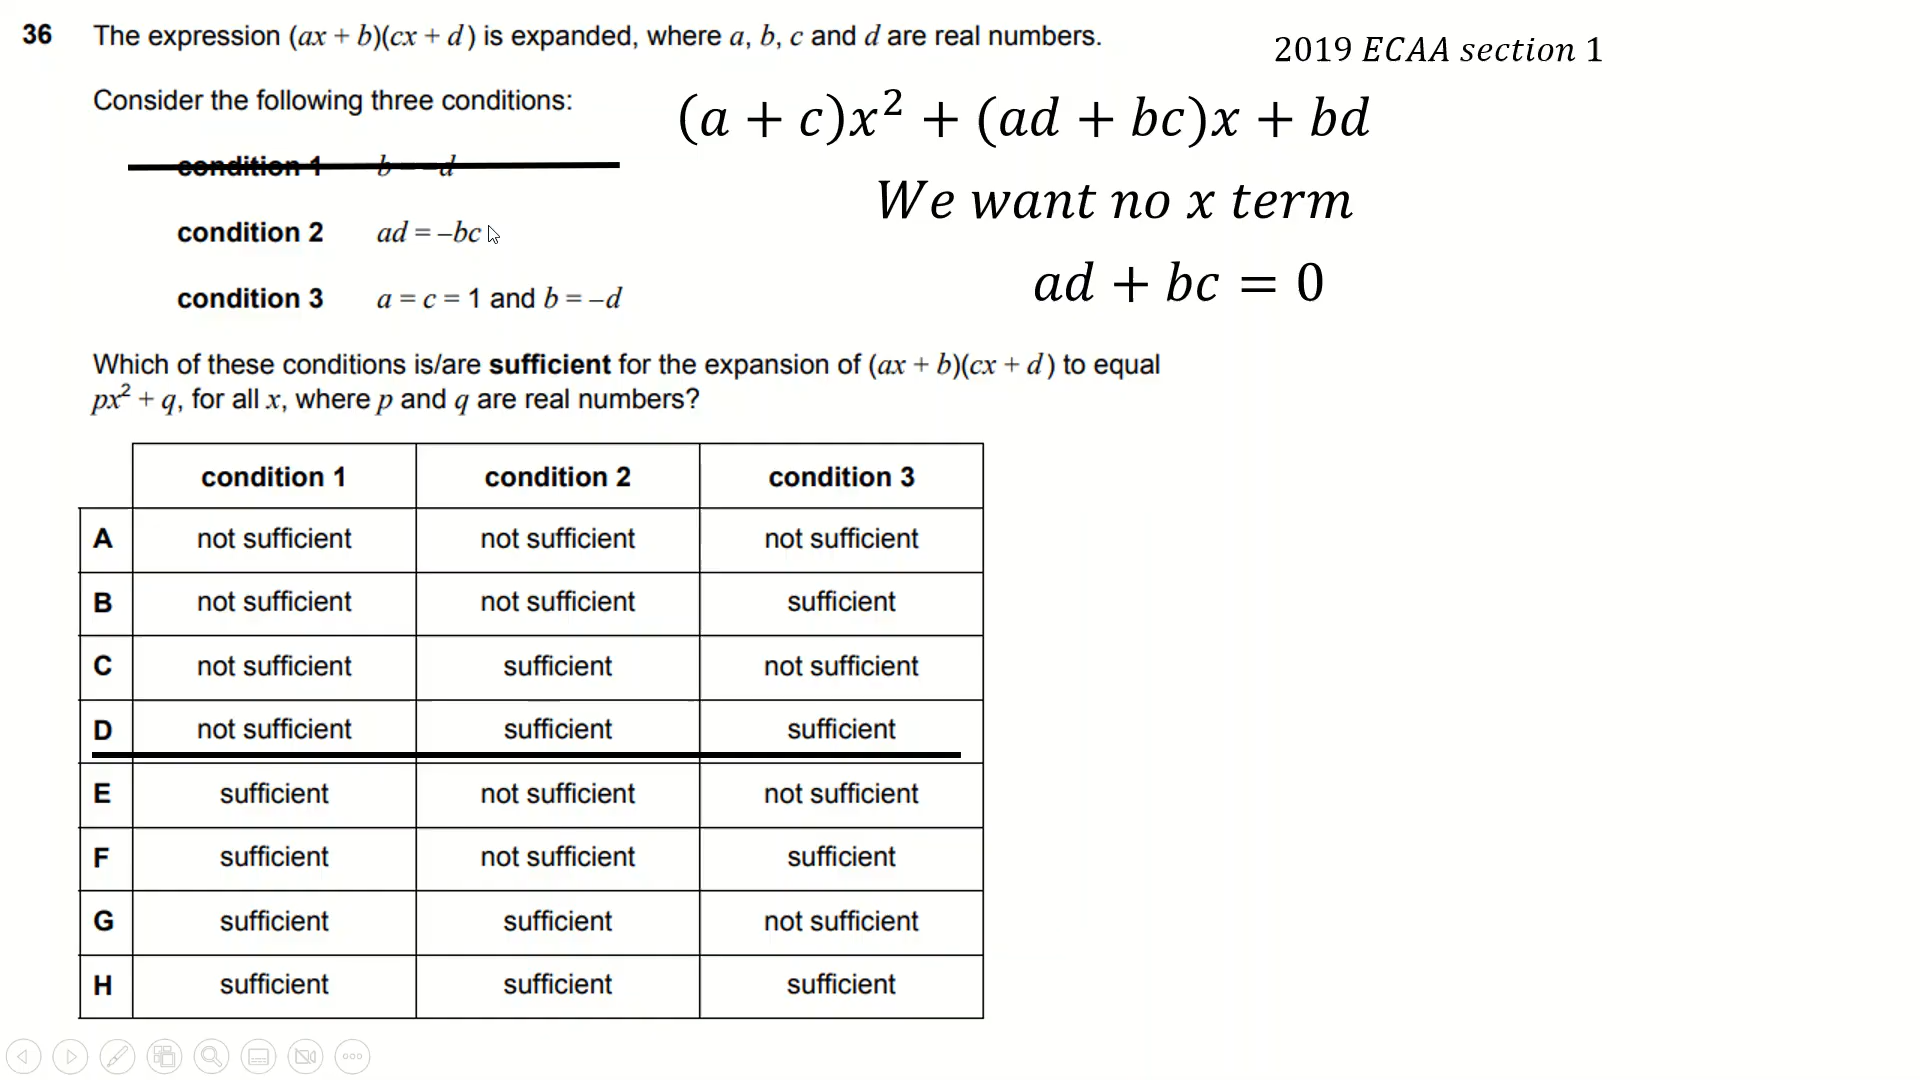 36 The expression (ax + b)(cx + d) is expanded, where a, b, c and d are real numbers.
2019 ECAA section 1
Consider the following three conditions:
(a + c)x² + (ad + bc)x + bd
condition 1 b = –d
We want no x term
condition 2 ad = –bc
ad + bc = 0
condition 3 a = c = 1 and b = –d
Which of these conditions is/are sufficient for the expansion of (ax + b)(cx + d) to equal
px² + q, for all x, where p and q are real numbers?
condition 1 condition 2 condition 3
A not sufficient not sufficient not sufficient
B not sufficient not sufficient sufficient
C not sufficient sufficient not sufficient
D not sufficient sufficient sufficient
E sufficient not sufficient not sufficient
F sufficient not sufficient sufficient
G sufficient sufficient not sufficient
H sufficient sufficient sufficient